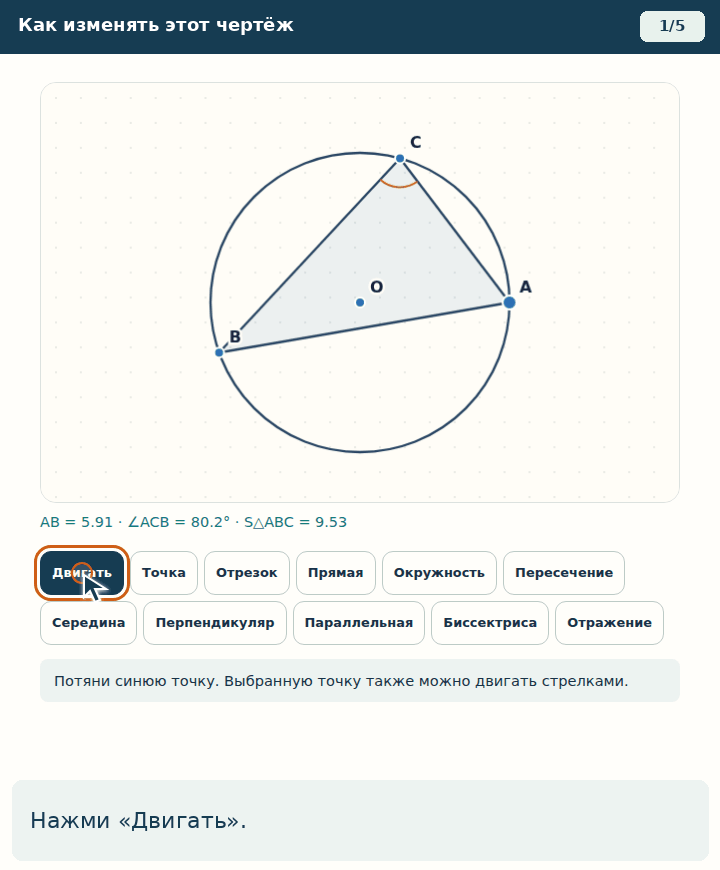 Как изменять этот чертёж
1/5
C
O
A
B
AB = 5.91 · ∠ACB = 80.2° · S△ABC = 9.53
Двигать Точка Отрезок Прямая Окружность Пересечение
Середина Перпендикуляр Параллельная Биссектриса Отражение
Потяни синюю точку. Выбранную точку также можно двигать стрелками.
Нажми «Двигать».